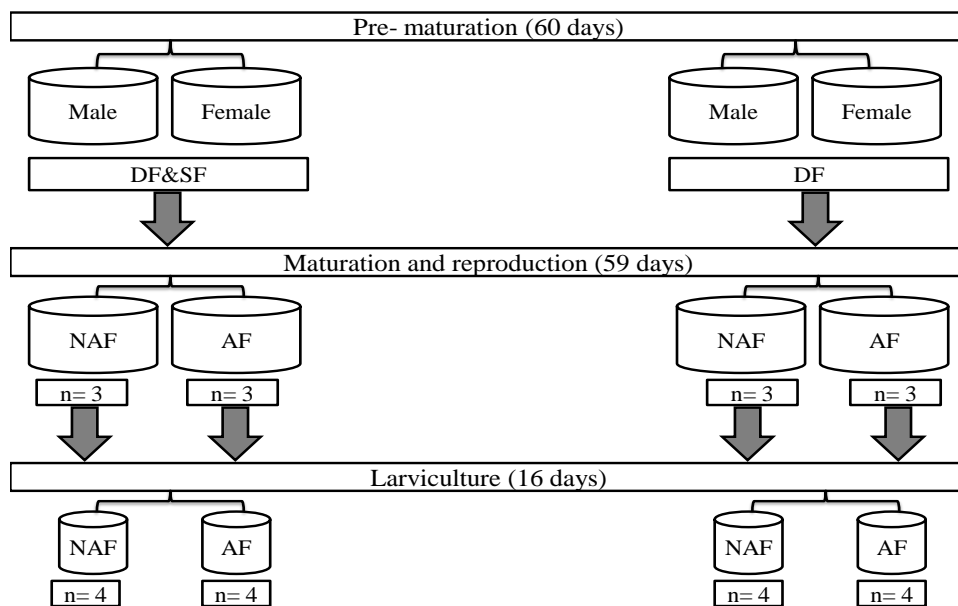 Pre- maturation (60 days)
Male Female Male Female
DF&SF DF
Maturation and reproduction (59 days)
NAF AF NAF AF
n= 3 n= 3 n= 3 n= 3
Larviculture (16 days)
NAF AF NAF AF
n= 4 n= 4 n= 4 n= 4